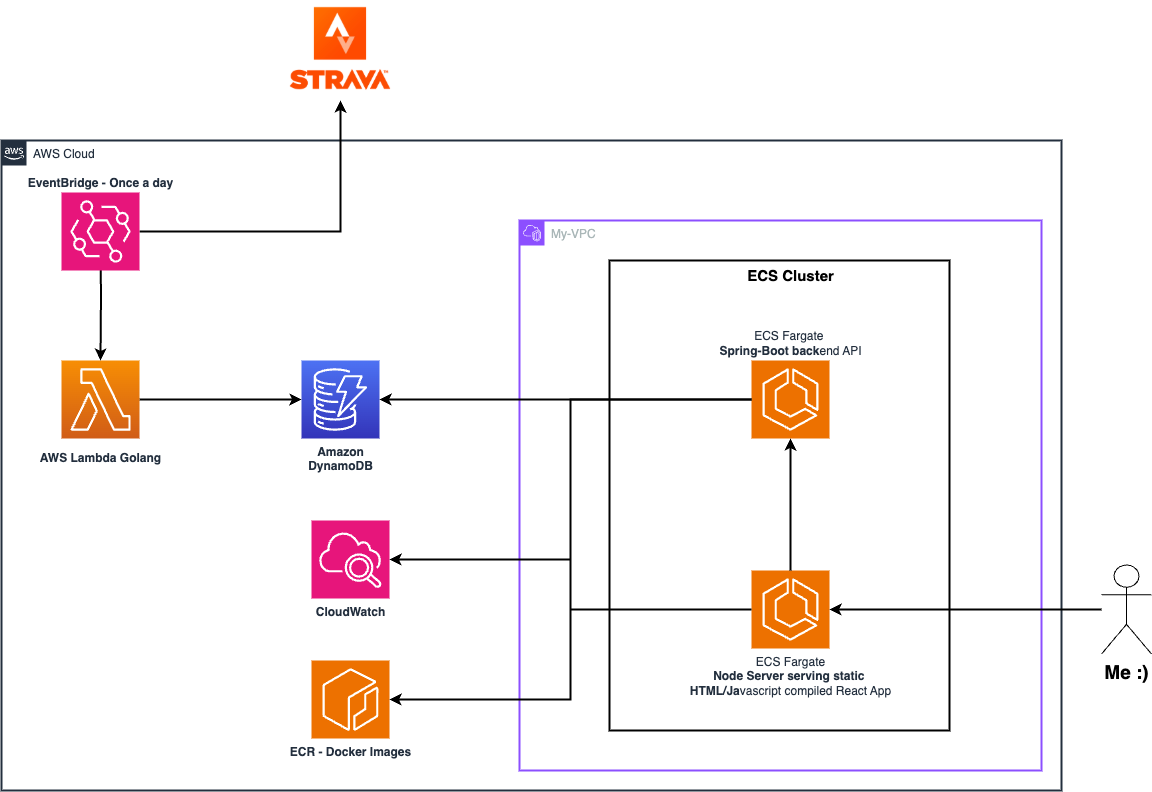 STRAVA™
aws
AWS Cloud
EventBridge - Once a day
My-VPC
ECS Cluster
ECS Fargate
Spring-Boot backend API
AWS Lambda Golang
Amazon
DynamoDB
CloudWatch
ECS Fargate
Node Server serving static
HTML/Javascript compiled React App
Me :)
ECR - Docker Images